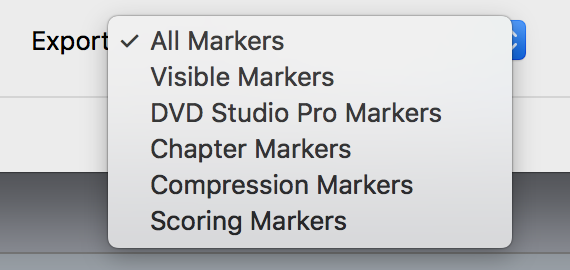 Export
✓ All Markers
Visible Markers
DVD Studio Pro Markers
Chapter Markers
Compression Markers
Scoring Markers